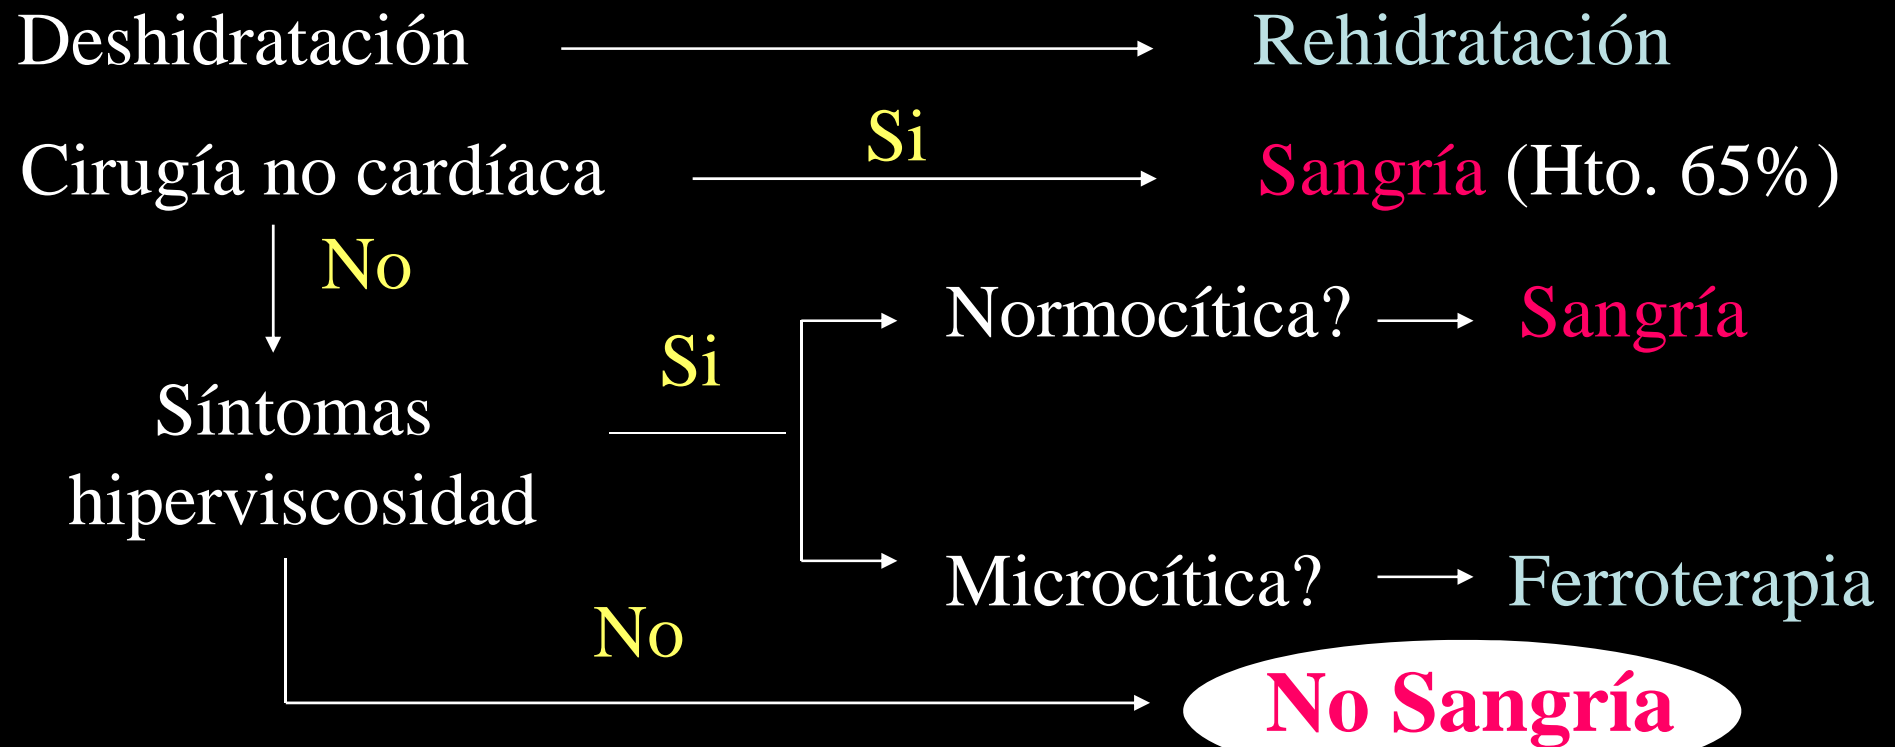 Deshidratación
Rehidratación
Si
Cirugía no cardíaca
Sangría (Hto. 65%)
No
Normocítica?
Sangría
Si
Síntomas
hiperviscosidad
Microcítica?
Ferroterapia
No
No Sangría